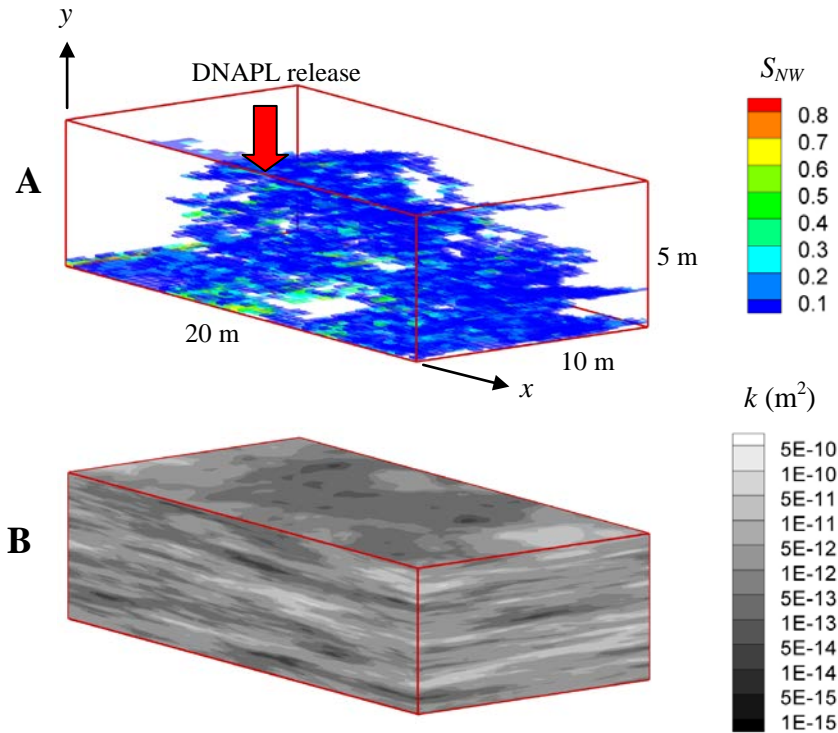 y
DNAPL release
A
S_NW
0.8
0.7
0.6
0.5
0.4
0.3
0.2
0.1
5 m
20 m
10 m
x
k (m²)
B
5E-10
1E-10
5E-11
1E-11
5E-12
1E-12
5E-13
1E-13
5E-14
1E-14
5E-15
1E-15